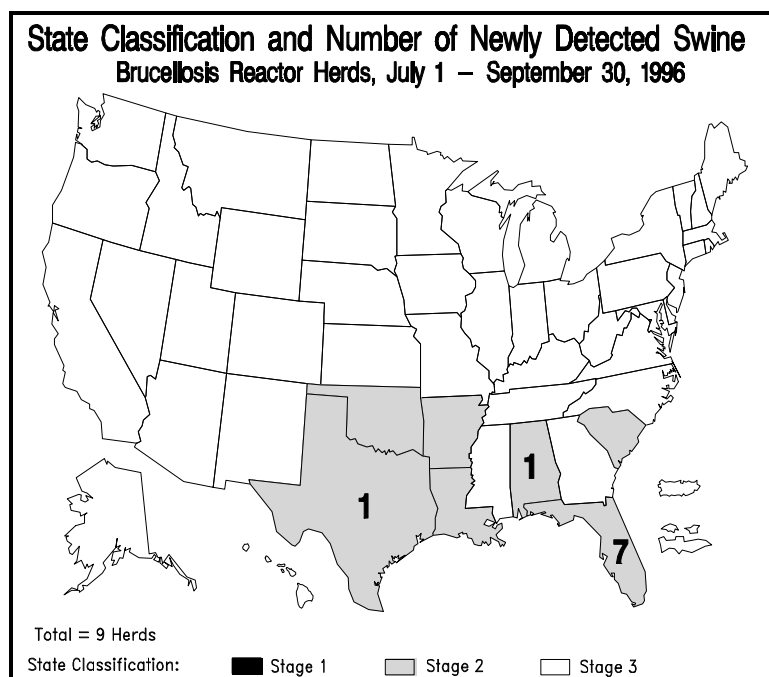 State Classification and Number of Newly Detected Swine
Brucellosis Reactor Herds, July 1 – September 30, 1996
1
1
7
Total = 9 Herds
State Classification: Stage 1 Stage 2 Stage 3